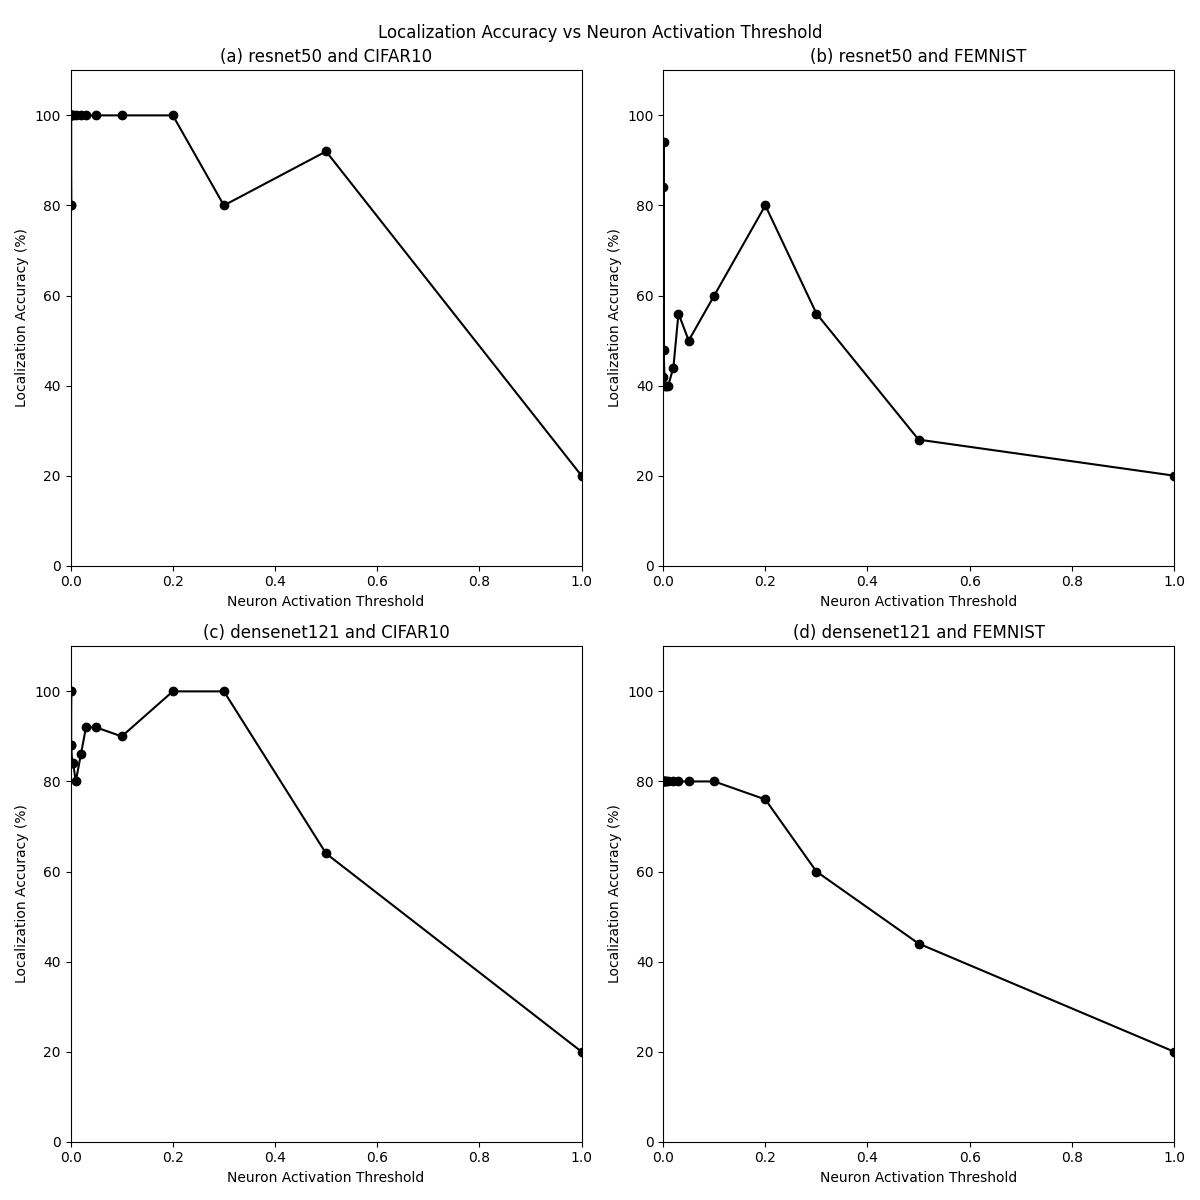 Localization Accuracy vs Neuron Activation Threshold
(a) resnet50 and CIFAR10
100
80
60
40
20
0
Localization Accuracy (%)
0.0 0.2 0.4 0.6 0.8 1.0
Neuron Activation Threshold
(b) resnet50 and FEMNIST
100
80
60
40
20
0
Localization Accuracy (%)
0.0 0.2 0.4 0.6 0.8 1.0
Neuron Activation Threshold
(c) densenet121 and CIFAR10
100
80
60
40
20
0
Localization Accuracy (%)
0.0 0.2 0.4 0.6 0.8 1.0
Neuron Activation Threshold
(d) densenet121 and FEMNIST
100
80
60
40
20
0
Localization Accuracy (%)
0.0 0.2 0.4 0.6 0.8 1.0
Neuron Activation Threshold